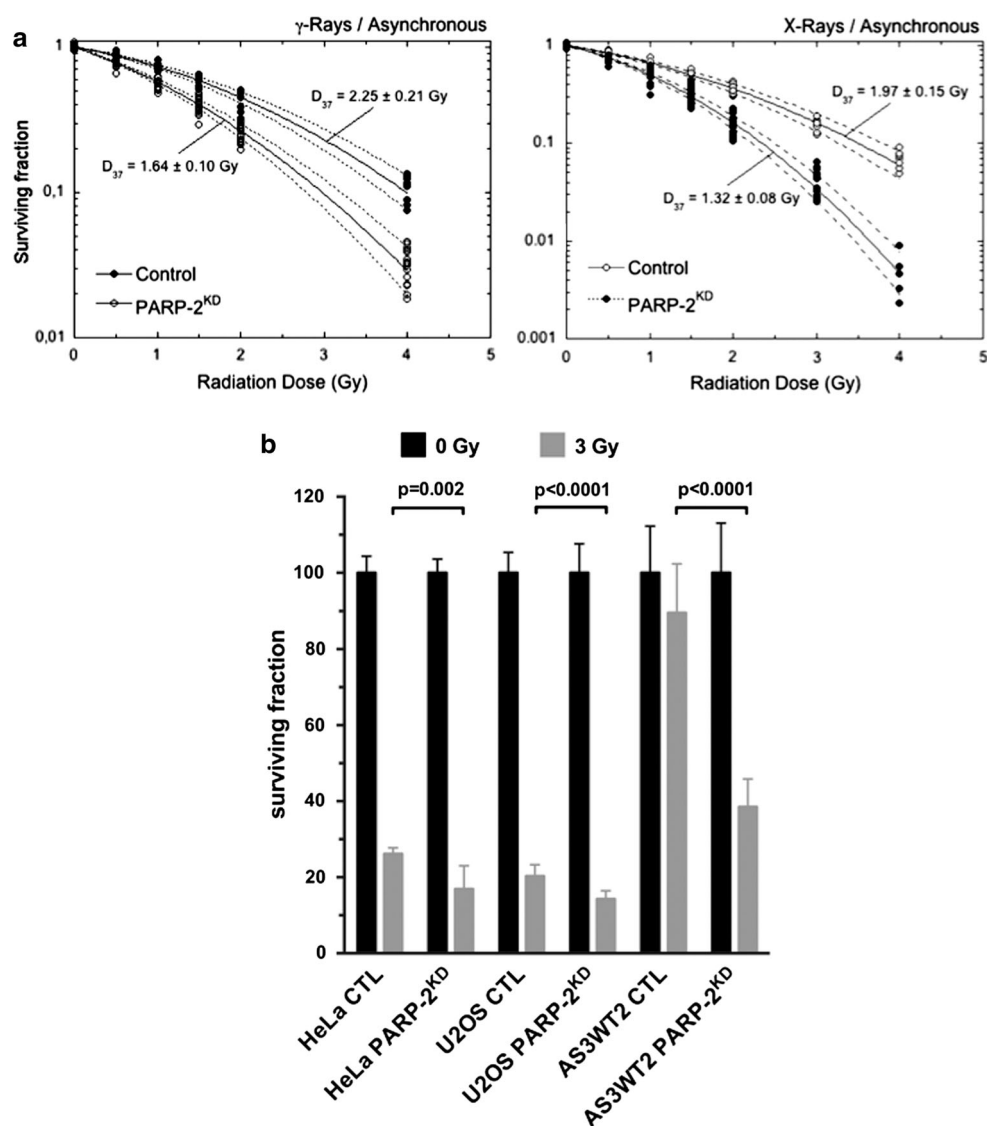 a
γ-Rays / Asynchronous
Surviving fraction
1
0.1
0,01
D37 = 2.25 ± 0.21 Gy
D37 = 1.64 ± 0.10 Gy
Control
PARP-2KD
0 1 2 3 4 5
Radiation Dose (Gy)
X-Rays / Asynchronous
1
0.1
0.01
0.001
D37 = 1.97 ± 0.15 Gy
D37 = 1.32 ± 0.08 Gy
Control
PARP-2KD
0 1 2 3 4 5
Radiation Dose (Gy)
b
0 Gy
3 Gy
p=0.002
p<0.0001
p<0.0001
surviving fraction
120
100
80
60
40
20
0
HeLa CTL
HeLa PARP-2KD
U2OS CTL
U2OS PARP-2KD
AS3WT2 CTL
AS3WT2 PARP-2KD